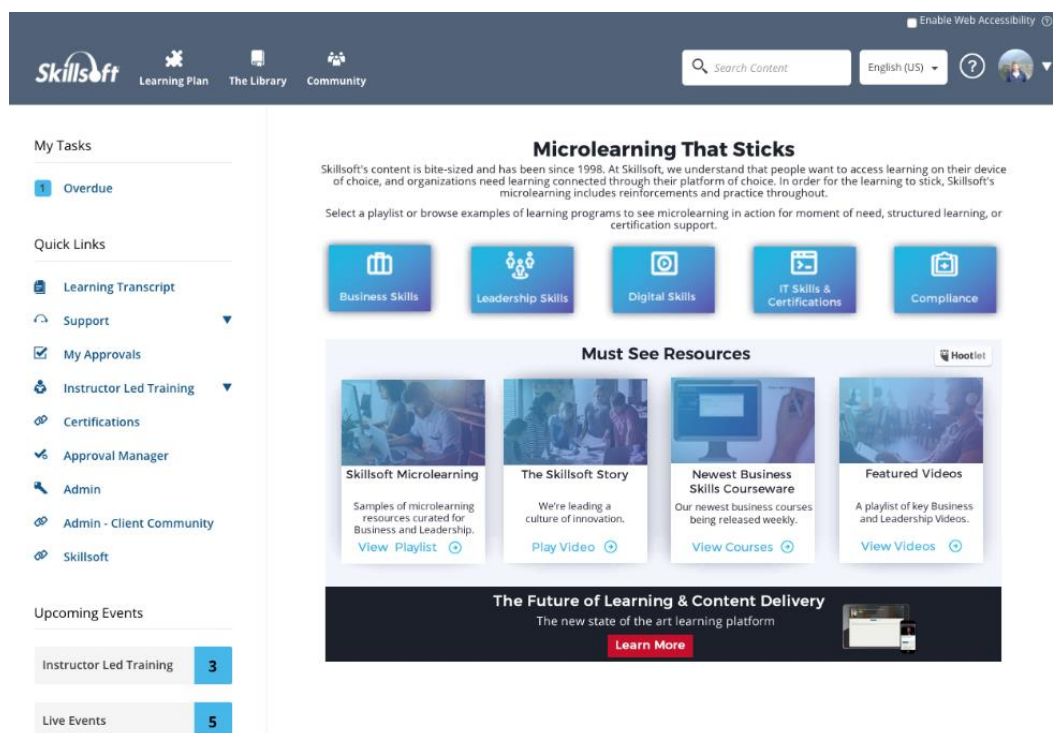 Enable Web Accessibility
Skillsoft
Learning Plan
The Library
Community
Search Content
English (US)
?
My Tasks
1 Overdue
Quick Links
Learning Transcript
Support
My Approvals
Instructor Led Training
Certifications
Approval Manager
Admin
Admin - Client Community
Skillsoft
Upcoming Events
Instructor Led Training 3
Live Events 5
Microlearning That Sticks
Skillsoft's content is bite-sized and has been since 1998. At Skillsoft, we understand that people want to access learning on their device
of choice, and organizations need learning connected through their platform of choice. In order for the learning to stick, Skillsoft's
microlearning includes reinforcements and practice throughout.
Select a playlist or browse examples of learning programs to see microlearning in action for moment of need, structured learning, or
certification support.
Business Skills
Leadership Skills
Digital Skills
IT Skills &
Certifications
Compliance
Must See Resources
Hootlet
Skillsoft Microlearning
Samples of microlearning
resources curated for
Business and Leadership.
View Playlist
The Skillsoft Story
We're leading a
culture of innovation.
Play Video
Newest Business
Skills Courseware
Our newest business courses
being released weekly.
View Courses
Featured Videos
A playlist of key Business
and Leadership Videos.
View Videos
The Future of Learning & Content Delivery
The new state of the art learning platform
Learn More